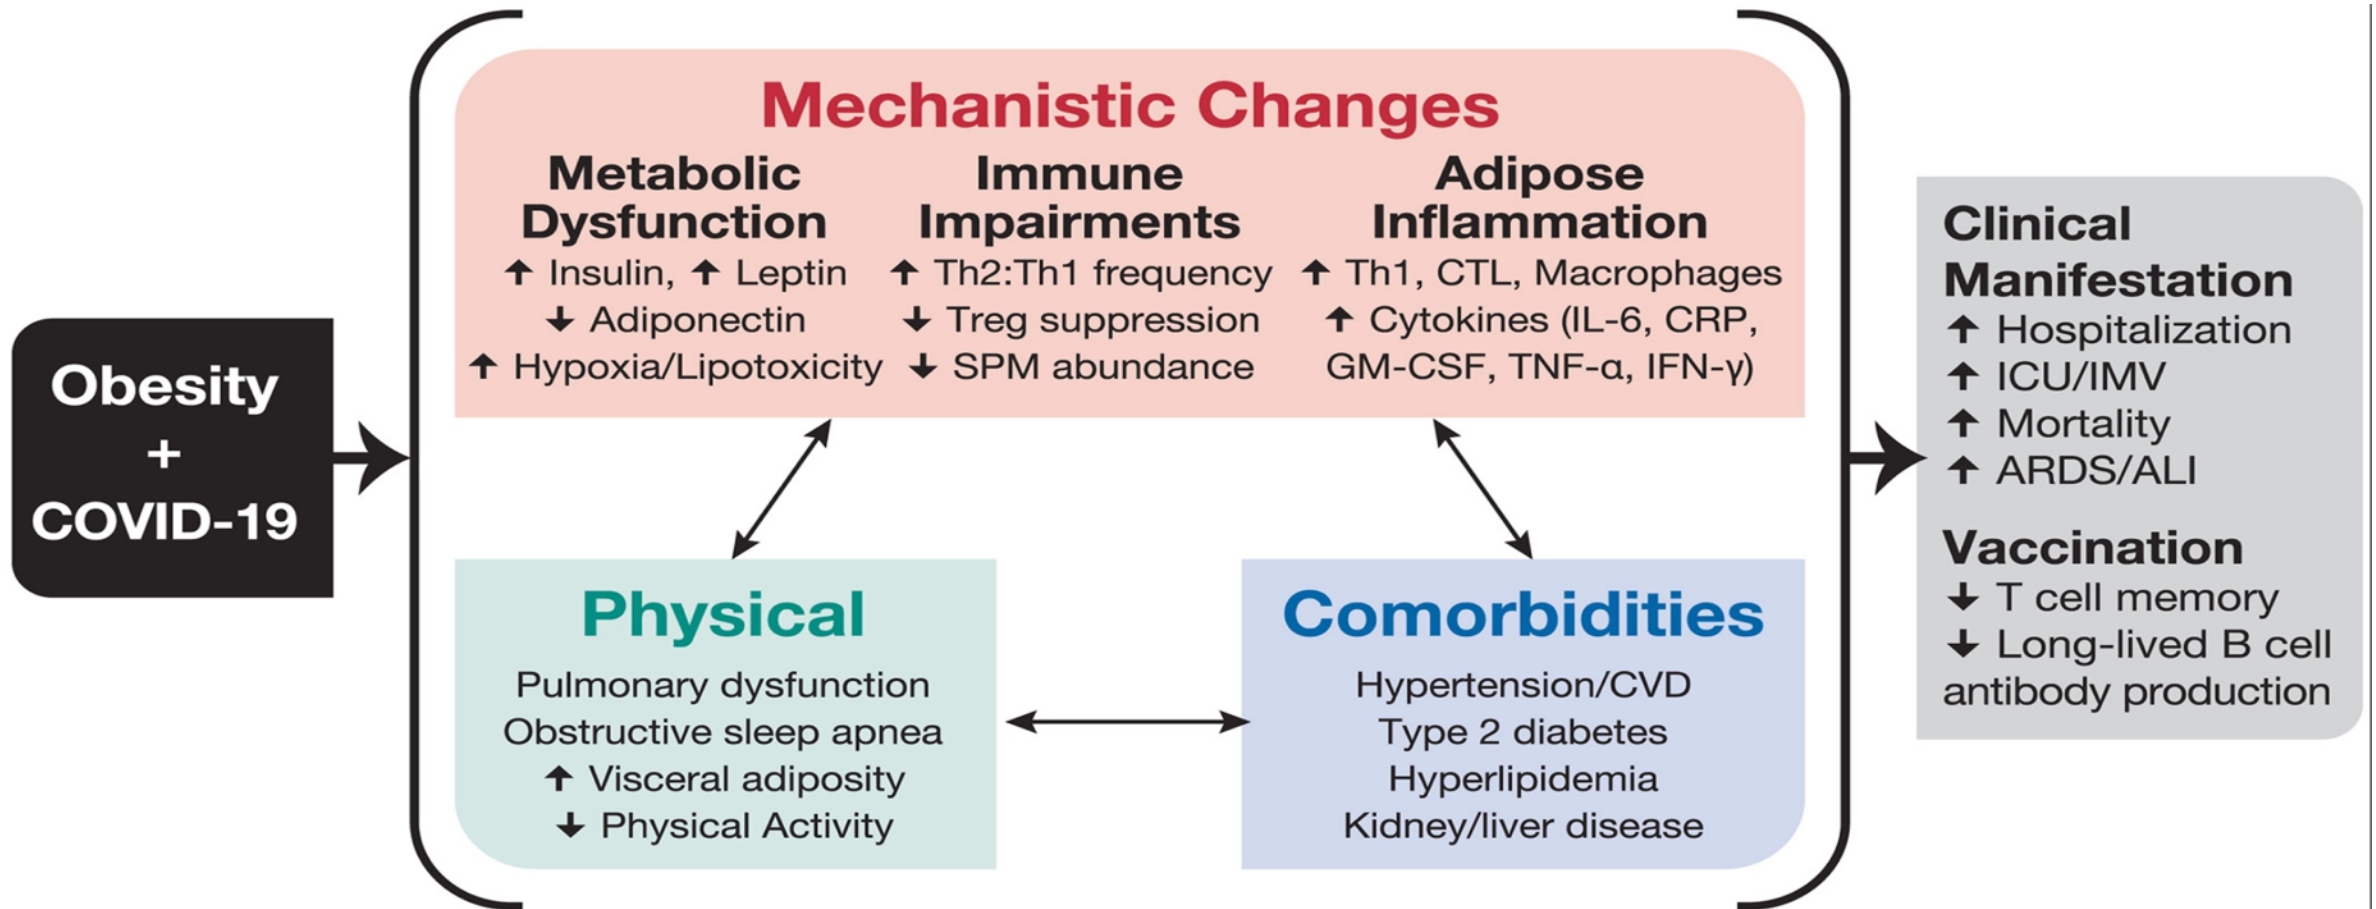 Obesity
+
COVID-19
Mechanistic Changes
Metabolic
Dysfunction
↑ Insulin, ↑ Leptin
↓ Adiponectin
↑ Hypoxia/Lipotoxicity
Immune
Impairments
↑ Th2:Th1 frequency
↓ Treg suppression
↓ SPM abundance
Adipose
Inflammation
↑ Th1, CTL, Macrophages
↑ Cytokines (IL-6, CRP,
GM-CSF, TNF-α, IFN-γ)
Physical
Pulmonary dysfunction
Obstructive sleep apnea
↑ Visceral adiposity
↓ Physical Activity
Comorbidities
Hypertension/CVD
Type 2 diabetes
Hyperlipidemia
Kidney/liver disease
Clinical
Manifestation
↑ Hospitalization
↑ ICU/IMV
↑ Mortality
↑ ARDS/ALI
Vaccination
↓ T cell memory
↓ Long-lived B cell
antibody production